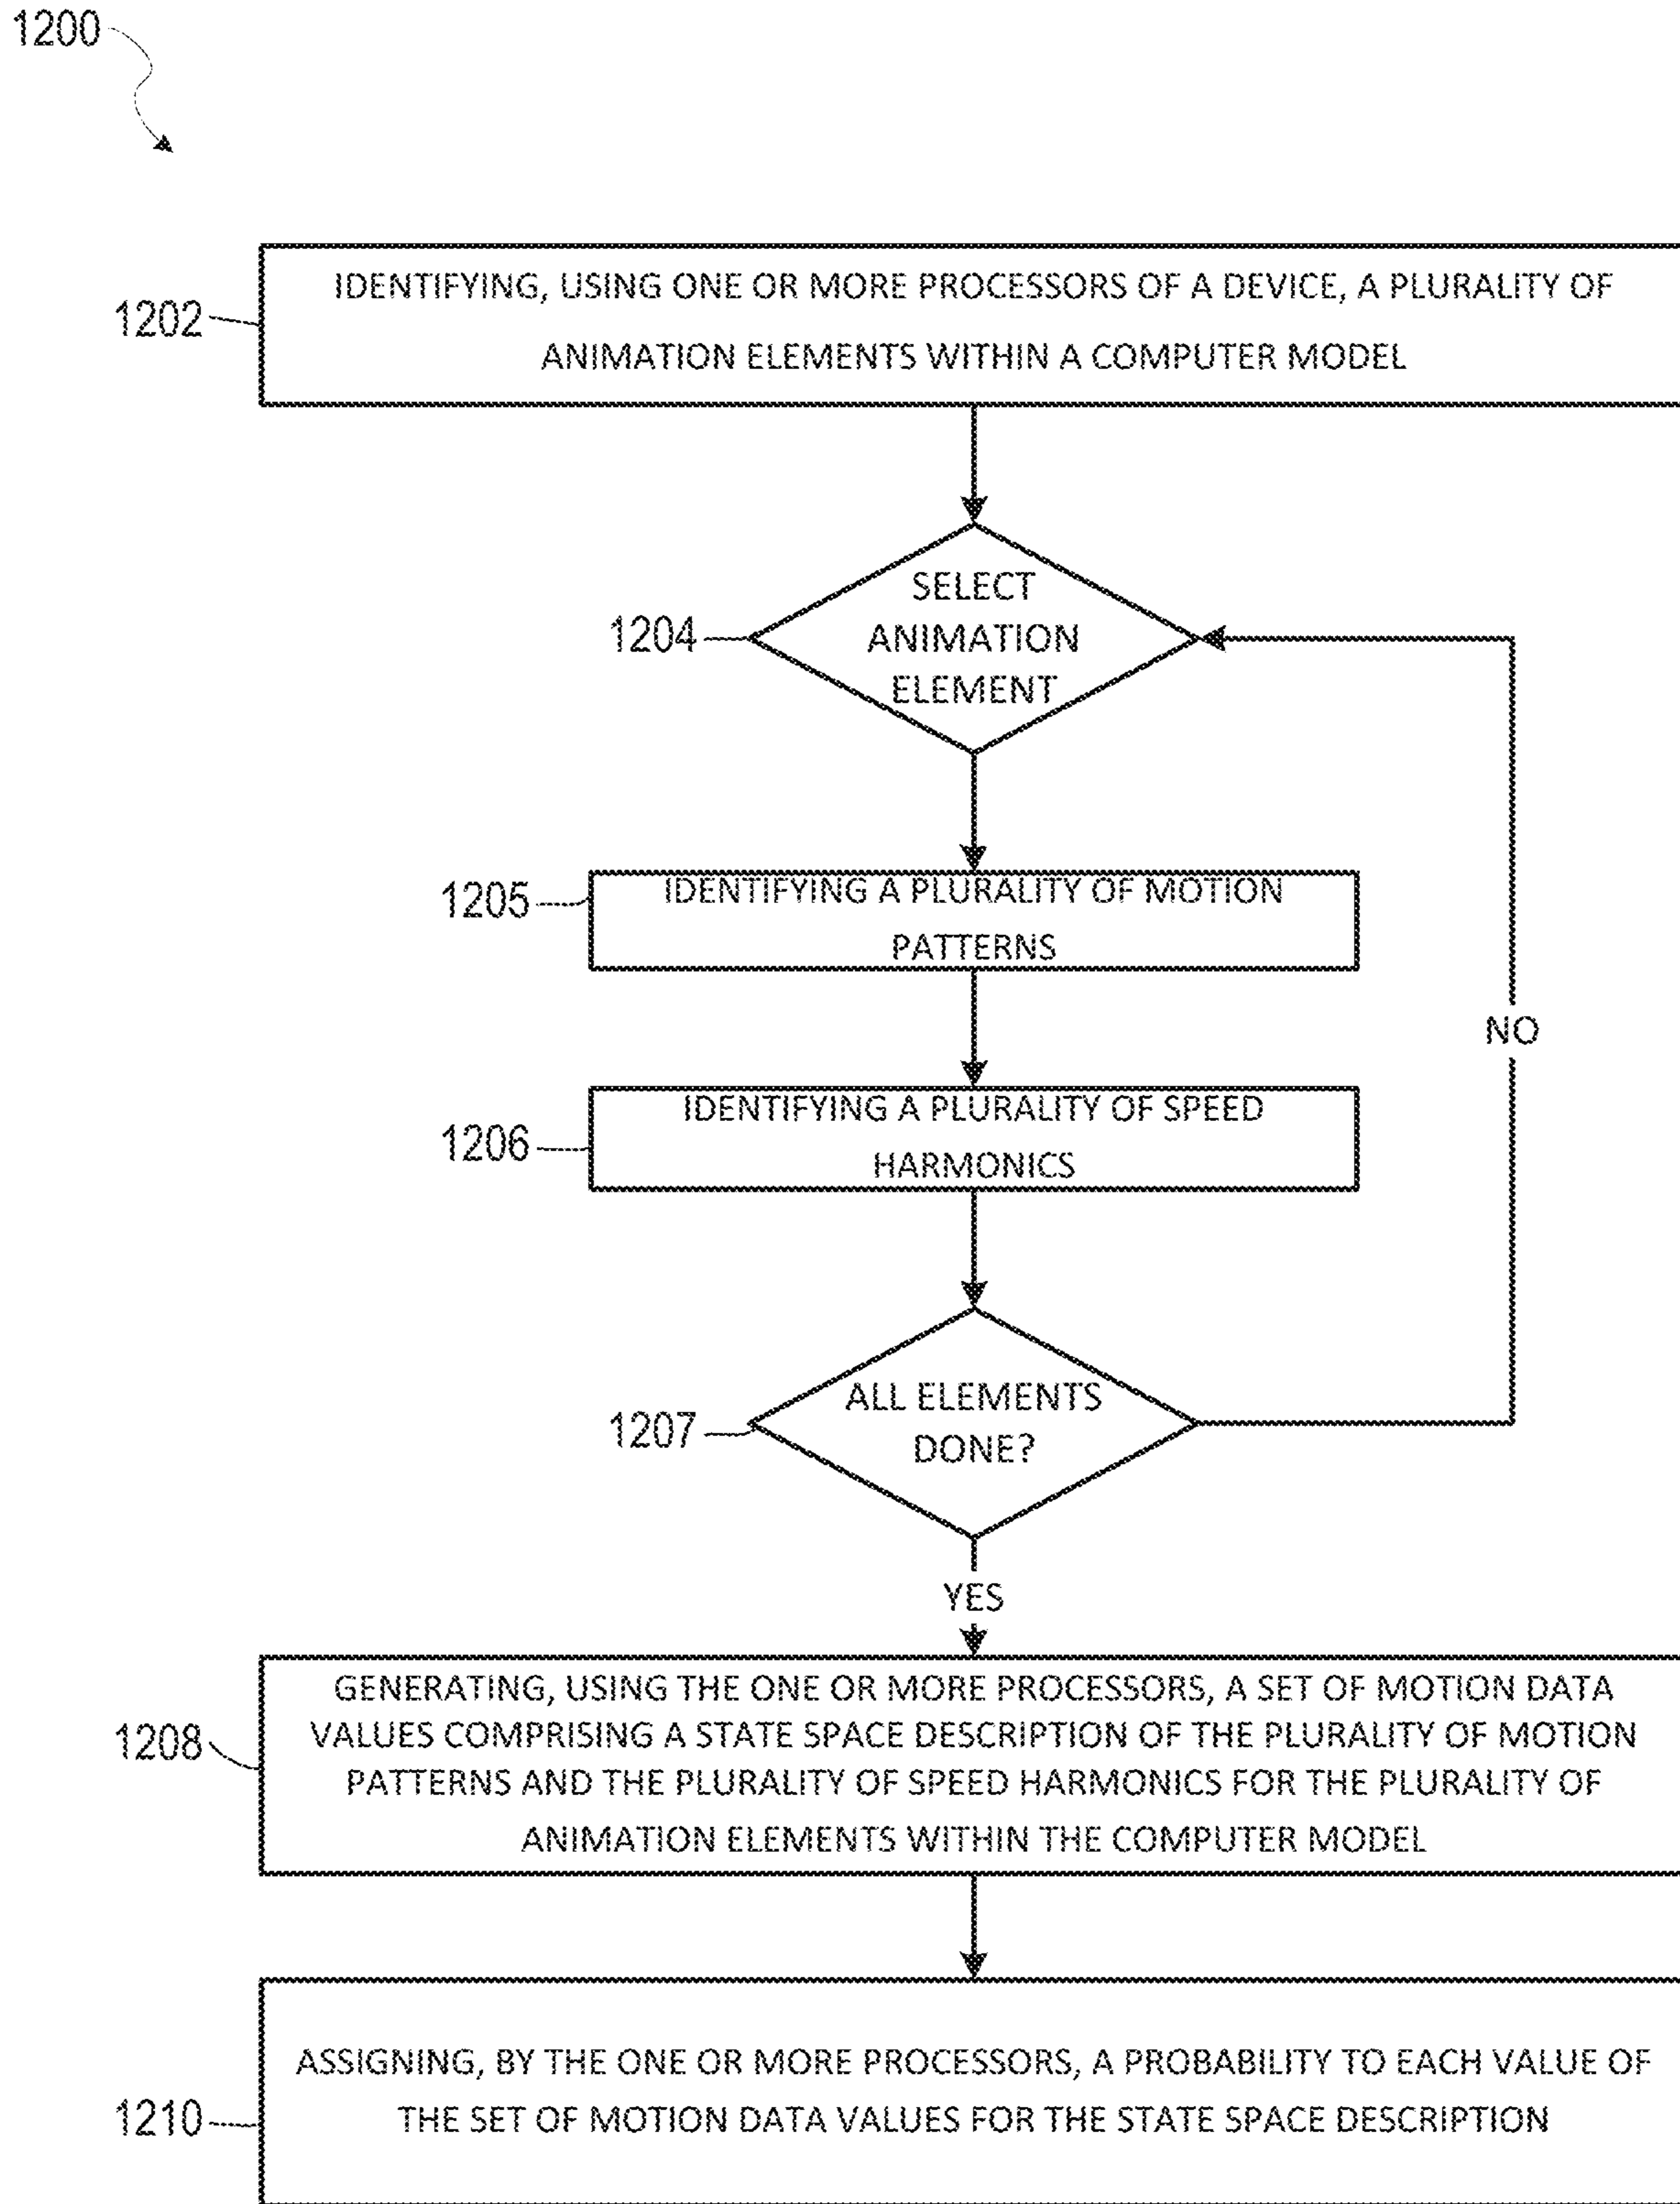 1200
1202
IDENTIFYING, USING ONE OR MORE PROCESSORS OF A DEVICE, A PLURALITY OF
ANIMATION ELEMENTS WITHIN A COMPUTER MODEL
1204
SELECT
ANIMATION
ELEMENT
1205
IDENTIFYING A PLURALITY OF MOTION
PATTERNS
NO
1206
IDENTIFYING A PLURALITY OF SPEED
HARMONICS
1207
ALL ELEMENTS
DONE?
YES
1208
GENERATING, USING THE ONE OR MORE PROCESSORS, A SET OF MOTION DATA
VALUES COMPRISING A STATE SPACE DESCRIPTION OF THE PLURALITY OF MOTION
PATTERNS AND THE PLURALITY OF SPEED HARMONICS FOR THE PLURALITY OF
ANIMATION ELEMENTS WITHIN THE COMPUTER MODEL
1210
ASSIGNING, BY THE ONE OR MORE PROCESSORS, A PROBABILITY TO EACH VALUE OF
THE SET OF MOTION DATA VALUES FOR THE STATE SPACE DESCRIPTION